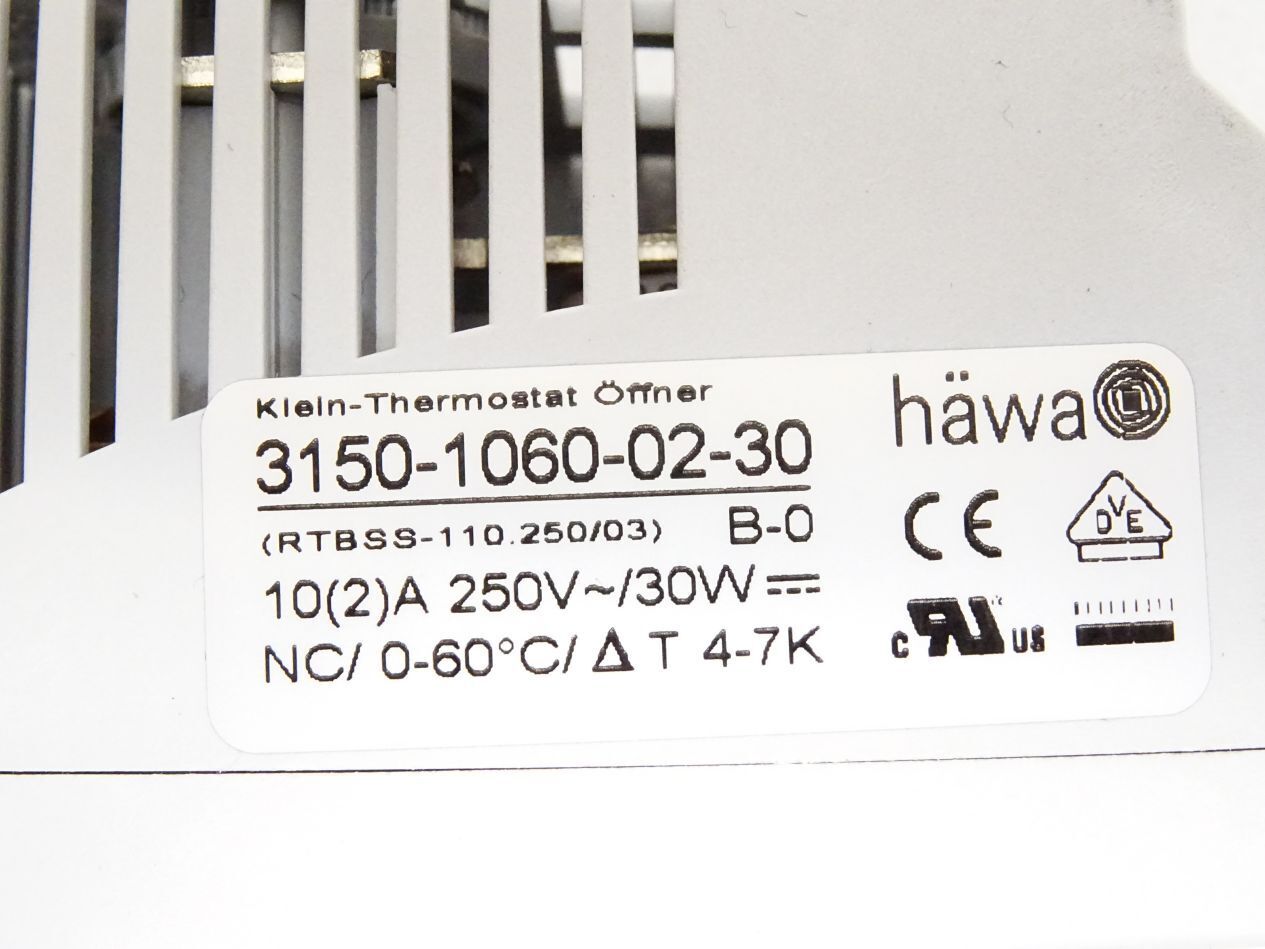 Klein-Thermostat Öffner
3150-1060-02-30
(RTBSS-110.250/03) B-0
10(2)A 250V~/30W⎓
NC/ 0-60°C/ Δ T 4-7K
häwa
CE
DVE
c UR US